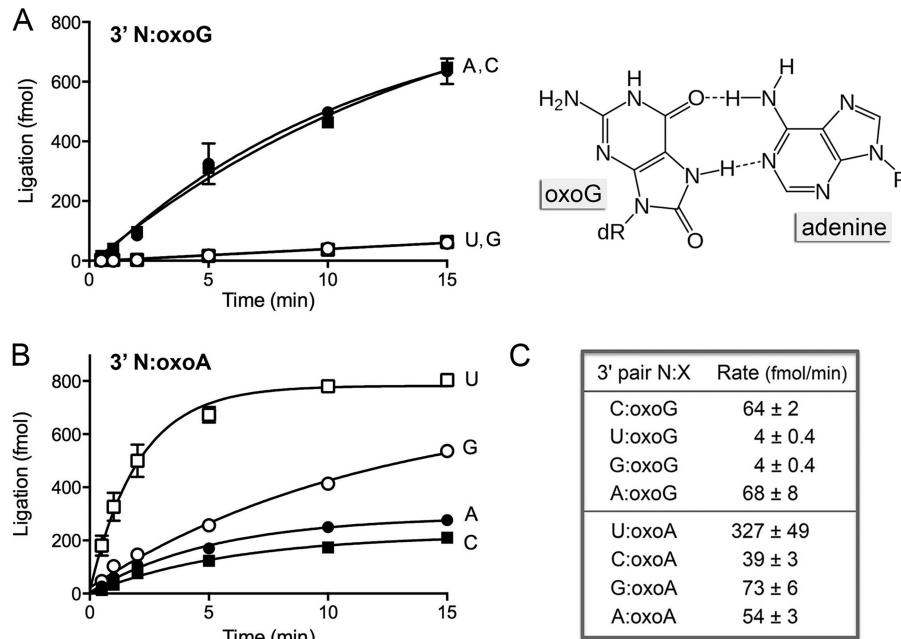 A
3’ N:oxoG
800
600
400
200
0
Ligation (fmol)
A, C
U, G
0
5
10
15
Time (min)
H
H
H₂N
NH
O
H
N
N
N
N
H
N
N
N
N
R
O
dR
oxoG
adenine
B
3’ N:oxoA
800
600
400
200
0
Ligation (fmol)
U
G
A
C
0
5
10
15
Time (min)
C
3' pair N:X Rate (fmol/min)
C:oxoG 64 ± 2
U:oxoG 4 ± 0.4
G:oxoG 4 ± 0.4
A:oxoG 68 ± 8
U:oxoA 327 ± 49
C:oxoA 39 ± 3
G:oxoA 73 ± 6
A:oxoA 54 ± 3